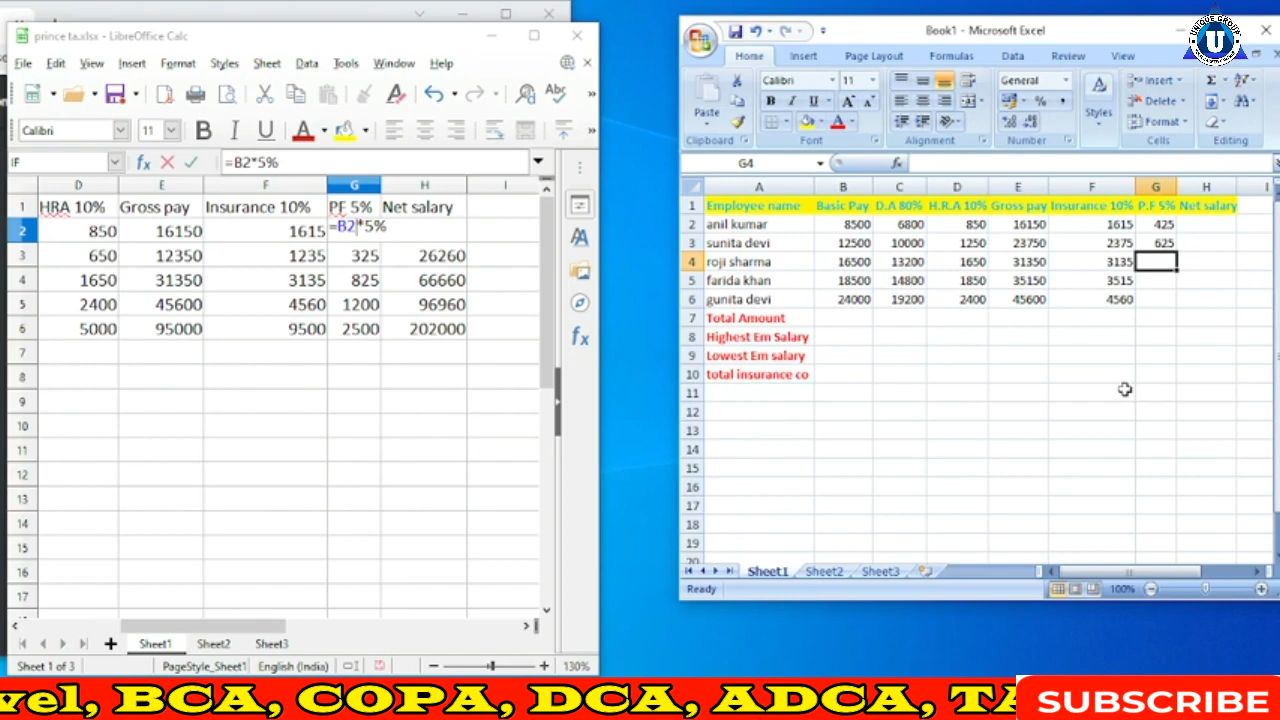 prince ta.xlsx - LibreOffice Calc
File Edit View Insert Format Styles Sheet Data Tools Window Help
Calibri 11 B I U A
IF fx =B2*5%
D E F G H I
1 HRA 10% Gross pay Insurance 10% PF 5% Net salary
2 850 16150 1615 =B2*5%
3 650 12350 1235 325 26260
4 1650 31350 3135 825 66660
5 2400 45600 4560 1200 96960
6 5000 95000 9500 2500 202000
7
8
9
10
11
12
13
14
15
16
17
Sheet1 Sheet2 Sheet3
Sheet 1 of 3 PageStyle_Sheet1 English (India) 130%
Book1 - Microsoft Excel
Home Insert Page Layout Formulas Data Review View
Paste Calibri 11 General Styles Insert
B I U A A % , Delete
A Format
Clipboard Font Alignment Number Cells Editing
G4 fx
A B C D E F G H I
1 Employee name Basic Pay D.A 80% H.R.A 10% Gross pay Insurance 10% P.F 5% Net salary
2 anil kumar 8500 6800 850 16150 1615 425
3 sunita devi 12500 10000 1250 23750 2375 625
4 roji sharma 16500 13200 1650 31350 3135
5 farida khan 18500 14800 1850 35150 3515
6 gunita devi 24000 19200 2400 45600 4560
7 Total Amount
8 Highest Em Salary
9 Lowest Em salary
10 total insurance co
11
12
13
14
15
16
17
18
19
20
Sheet1 Sheet2 Sheet3
Ready 100%
UNIQUE GROUP
U
vel, BCA, COPA, DCA, ADCA, TA
SUBSCRIBE